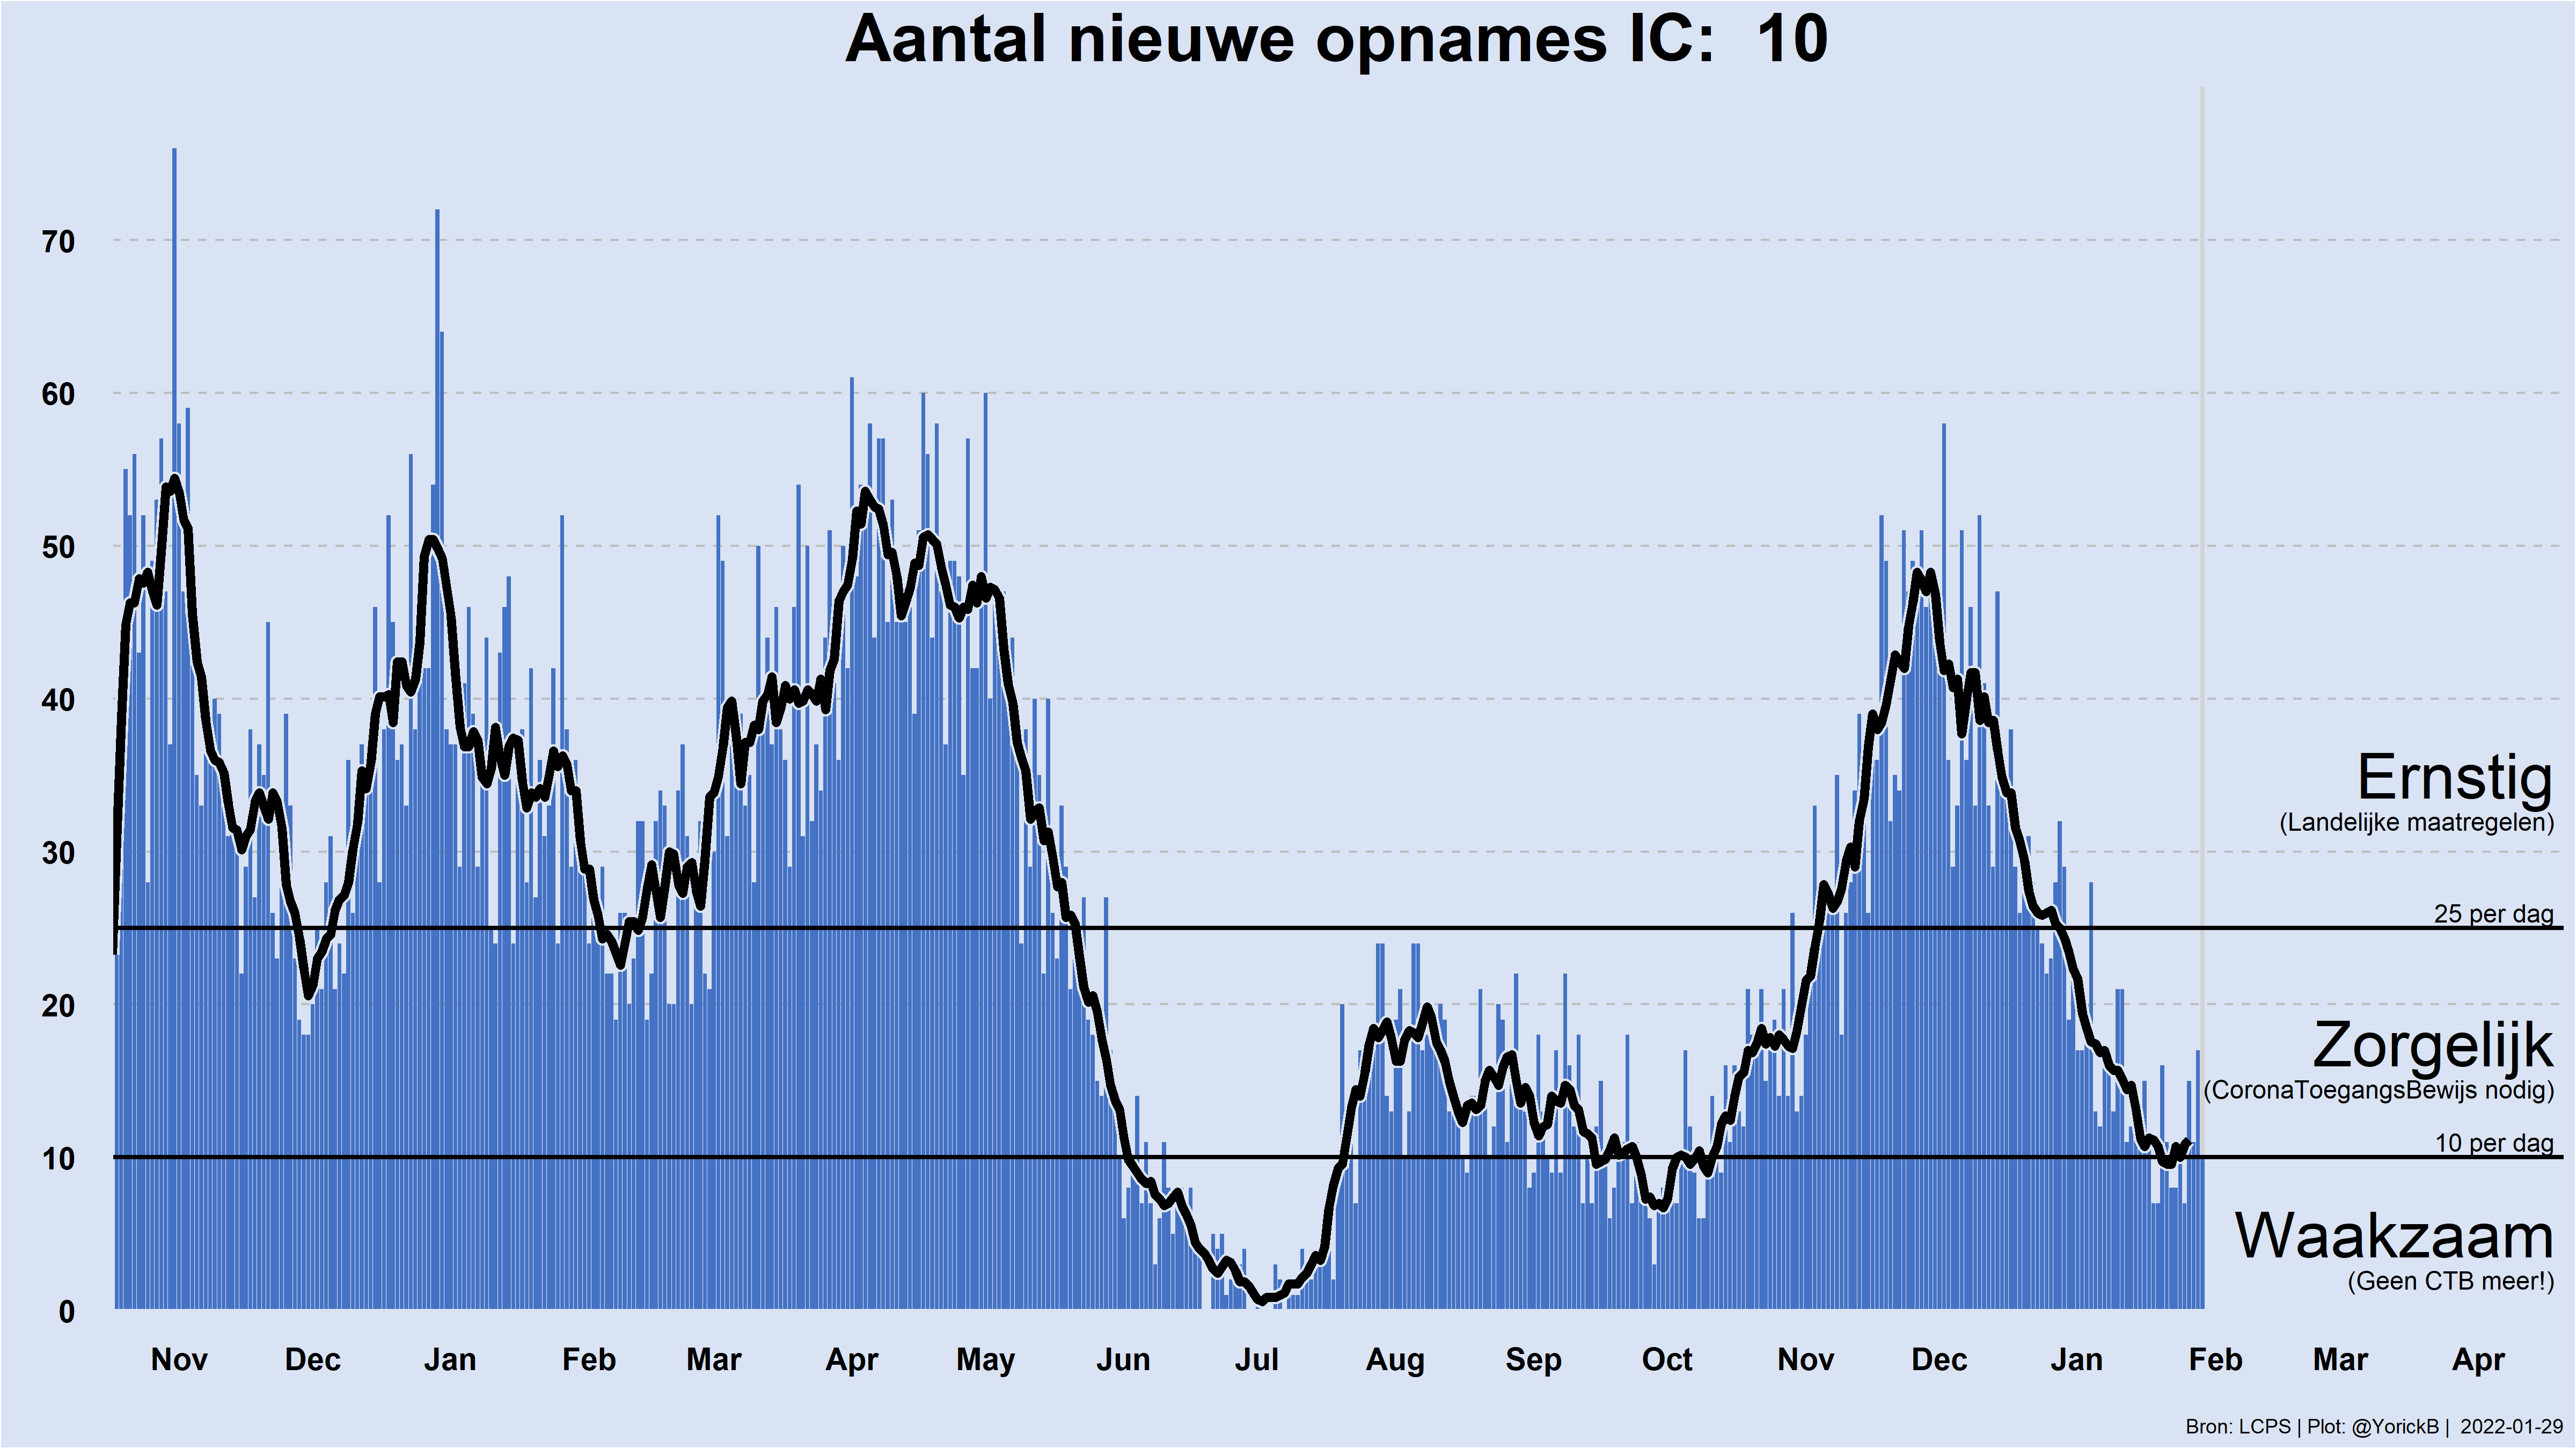 Aantal nieuwe opnames IC: 10
70
60
50
40
30
20
10
0
Ernstig
(Landelijke maatregelen)
25 per dag
Zorgelijk
(CoronaToegangsBewijs nodig)
10 per dag
Waakzaam
(Geen CTB meer!)
Nov Dec Jan Feb Mar Apr May Jun Jul Aug Sep Oct Nov Dec Jan Feb Mar Apr
Bron: LCPS | Plot: @YorickB | 2022-01-29